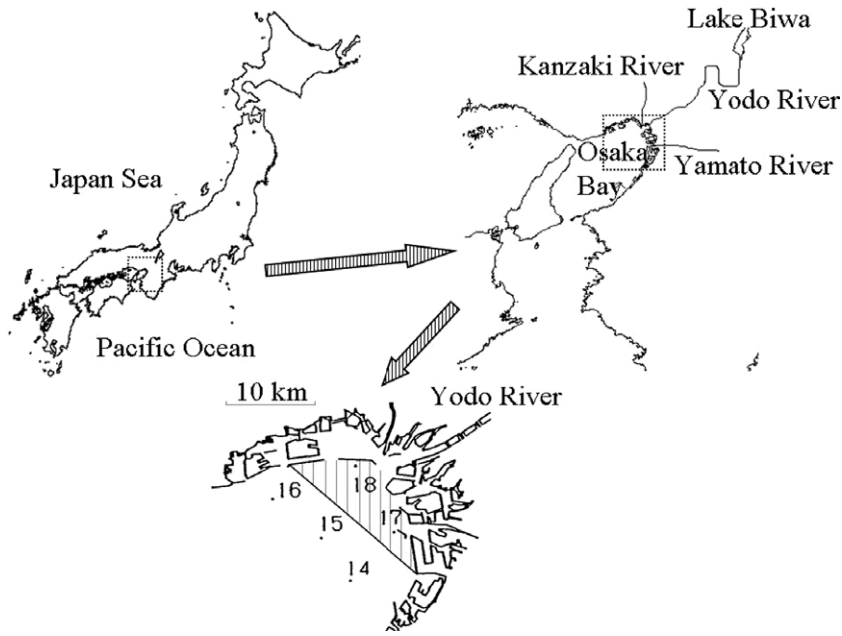 Lake Biwa
Kanzaki River
Yodo River
Osaka
Bay
Yamato River
Japan Sea
Pacific Ocean
10 km
Yodo River
18
16
15
17
14